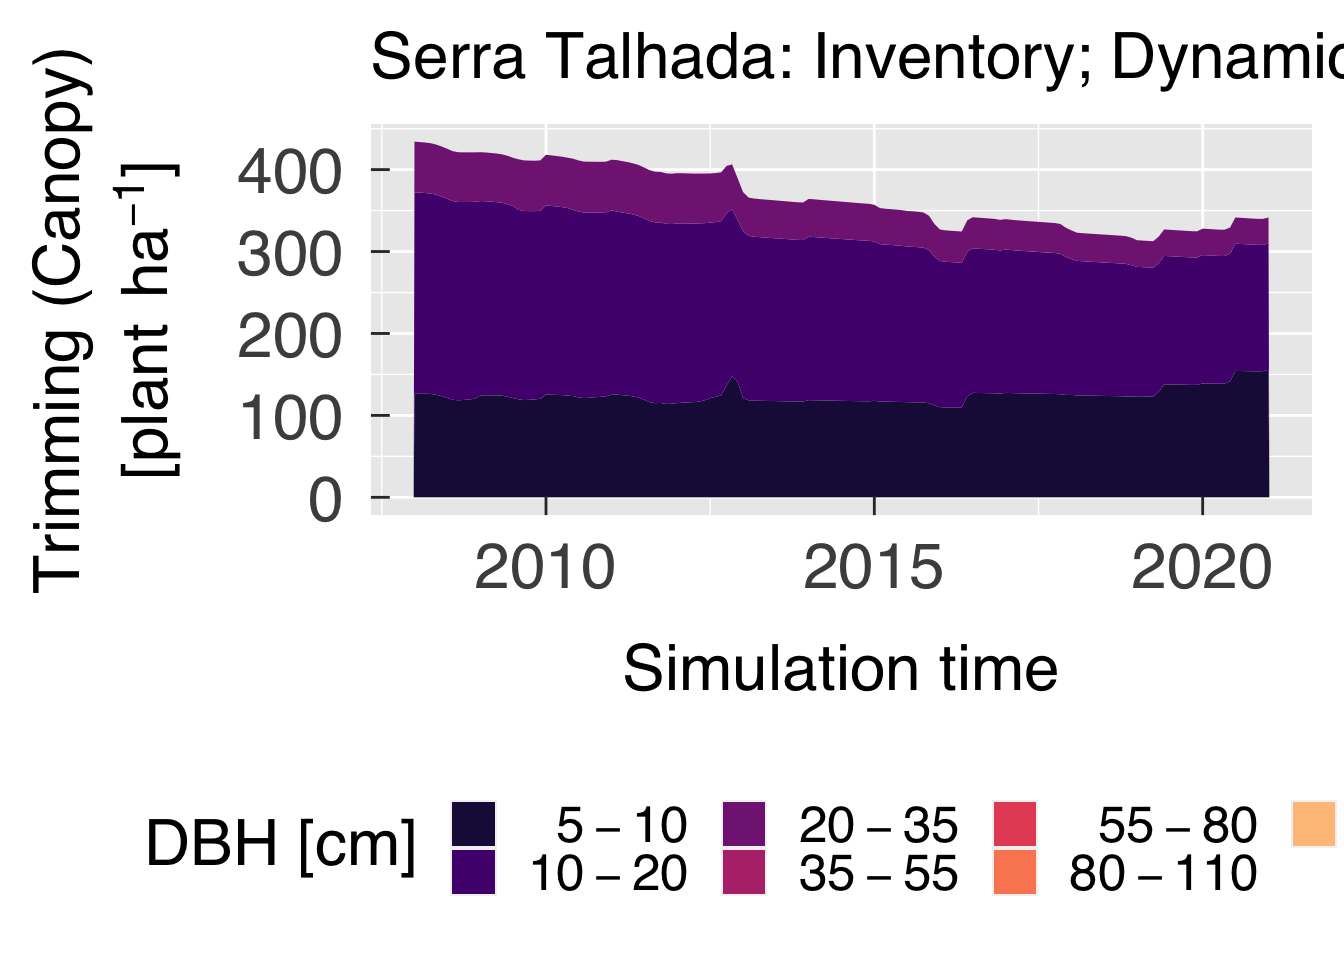 Serra Talhada: Inventory; Dynamic
Trimming (Canopy)
[plant ha⁻¹]
400
300
200
100
0
2010 2015 2020
Simulation time
DBH [cm]
5 – 10 20 – 35 55 – 80
10 – 20 35 – 55 80 – 110